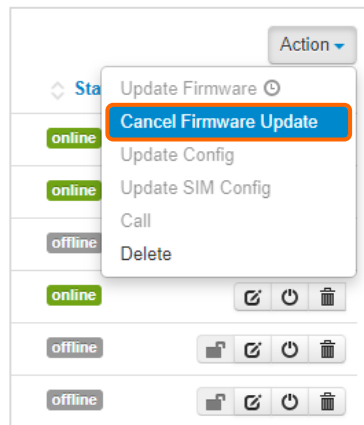 Action
Sta
Update Firmware
online
Cancel Firmware Update
Update Config
online
Update SIM Config
Call
offline
Delete
online
offline
offline